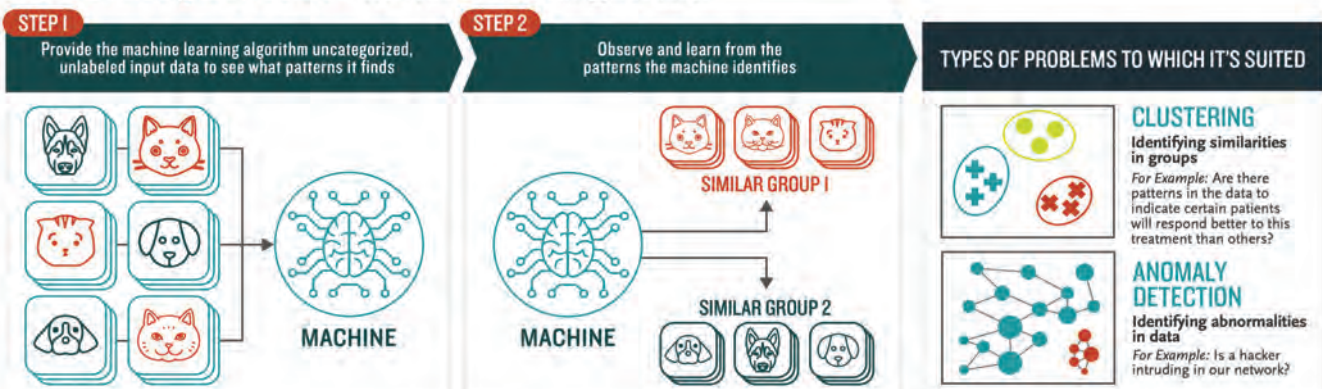 STEP 1
Provide the machine learning algorithm uncategorized,
unlabeled input data to see what patterns it finds
MACHINE
STEP 2
Observe and learn from the
patterns the machine identifies
SIMILAR GROUP 1
MACHINE
SIMILAR GROUP 2
TYPES OF PROBLEMS TO WHICH IT'S SUITED
CLUSTERING
Identifying similarities
in groups
For Example: Are there
patterns in the data to
indicate certain patients
will respond better to this
treatment than others?
ANOMALY
DETECTION
Identifying abnormalities
in data
For Example: Is a hacker
intruding in our network?